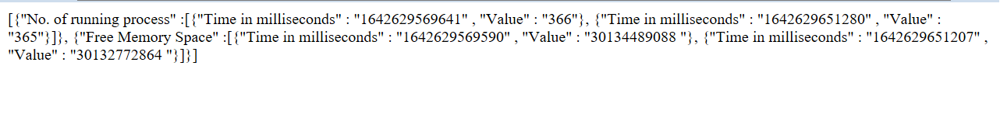 [{"No. of running process" :[{"Time in milliseconds" : "1642629569641" , "Value" : "366"}, {"Time in milliseconds" : "1642629651280" , "Value" :
"365"}]}, {"Free Memory Space" :[{"Time in milliseconds" : "1642629569590" , "Value" : "30134489088 "}, {"Time in milliseconds" : "1642629651207" ,
"Value" : "30132772864 "}]}]